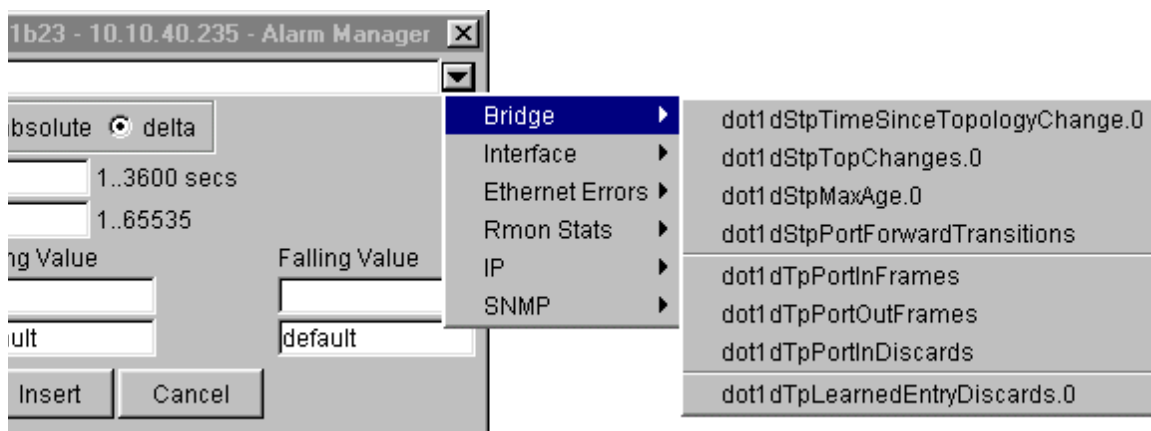 1b23 - 10.10.40.235 - Alarm Manager
bsolute delta
1..3600 secs
1..65535
ng Value Falling Value
ult default
Insert Cancel
Bridge
Interface
Ethernet Errors
Rmon Stats
IP
SNMP
dot1dStpTimeSinceTopologyChange.0
dot1dStpTopChanges.0
dot1dStpMaxAge.0
dot1dStpPortForwardTransitions
dot1dTpPortInFrames
dot1dTpPortOutFrames
dot1dTpPortInDiscards
dot1dTpLearnedEntryDiscards.0